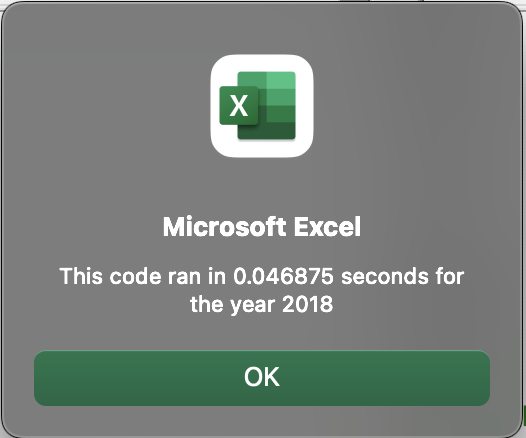 X
Microsoft Excel
This code ran in 0.046875 seconds for
the year 2018
OK